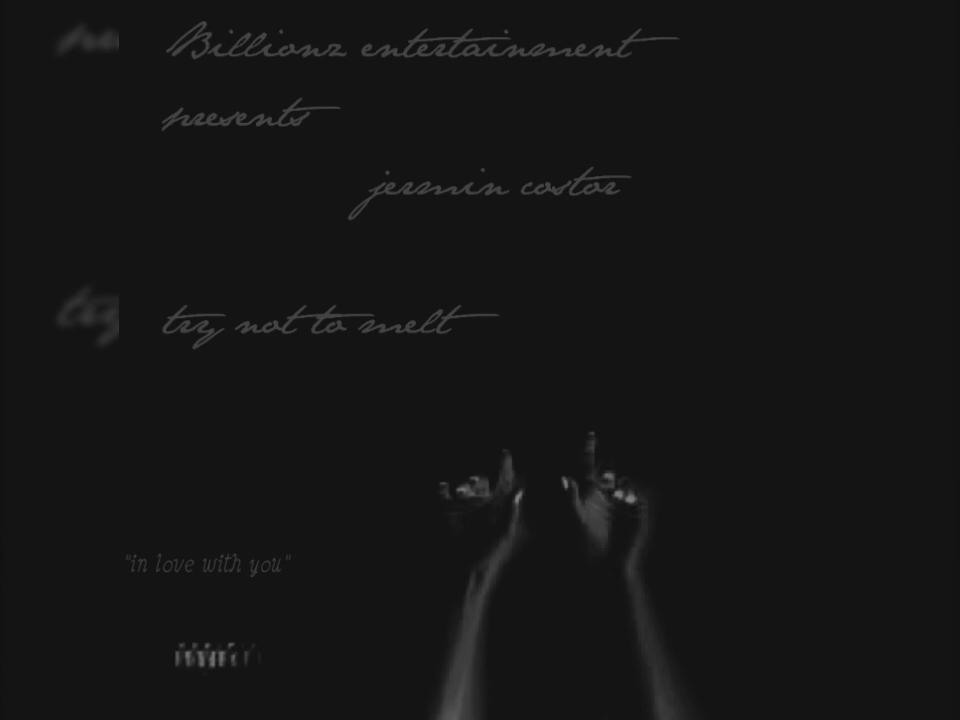 Billionz entertainment
presents
jermin costor
try not to melt
"in love with you"